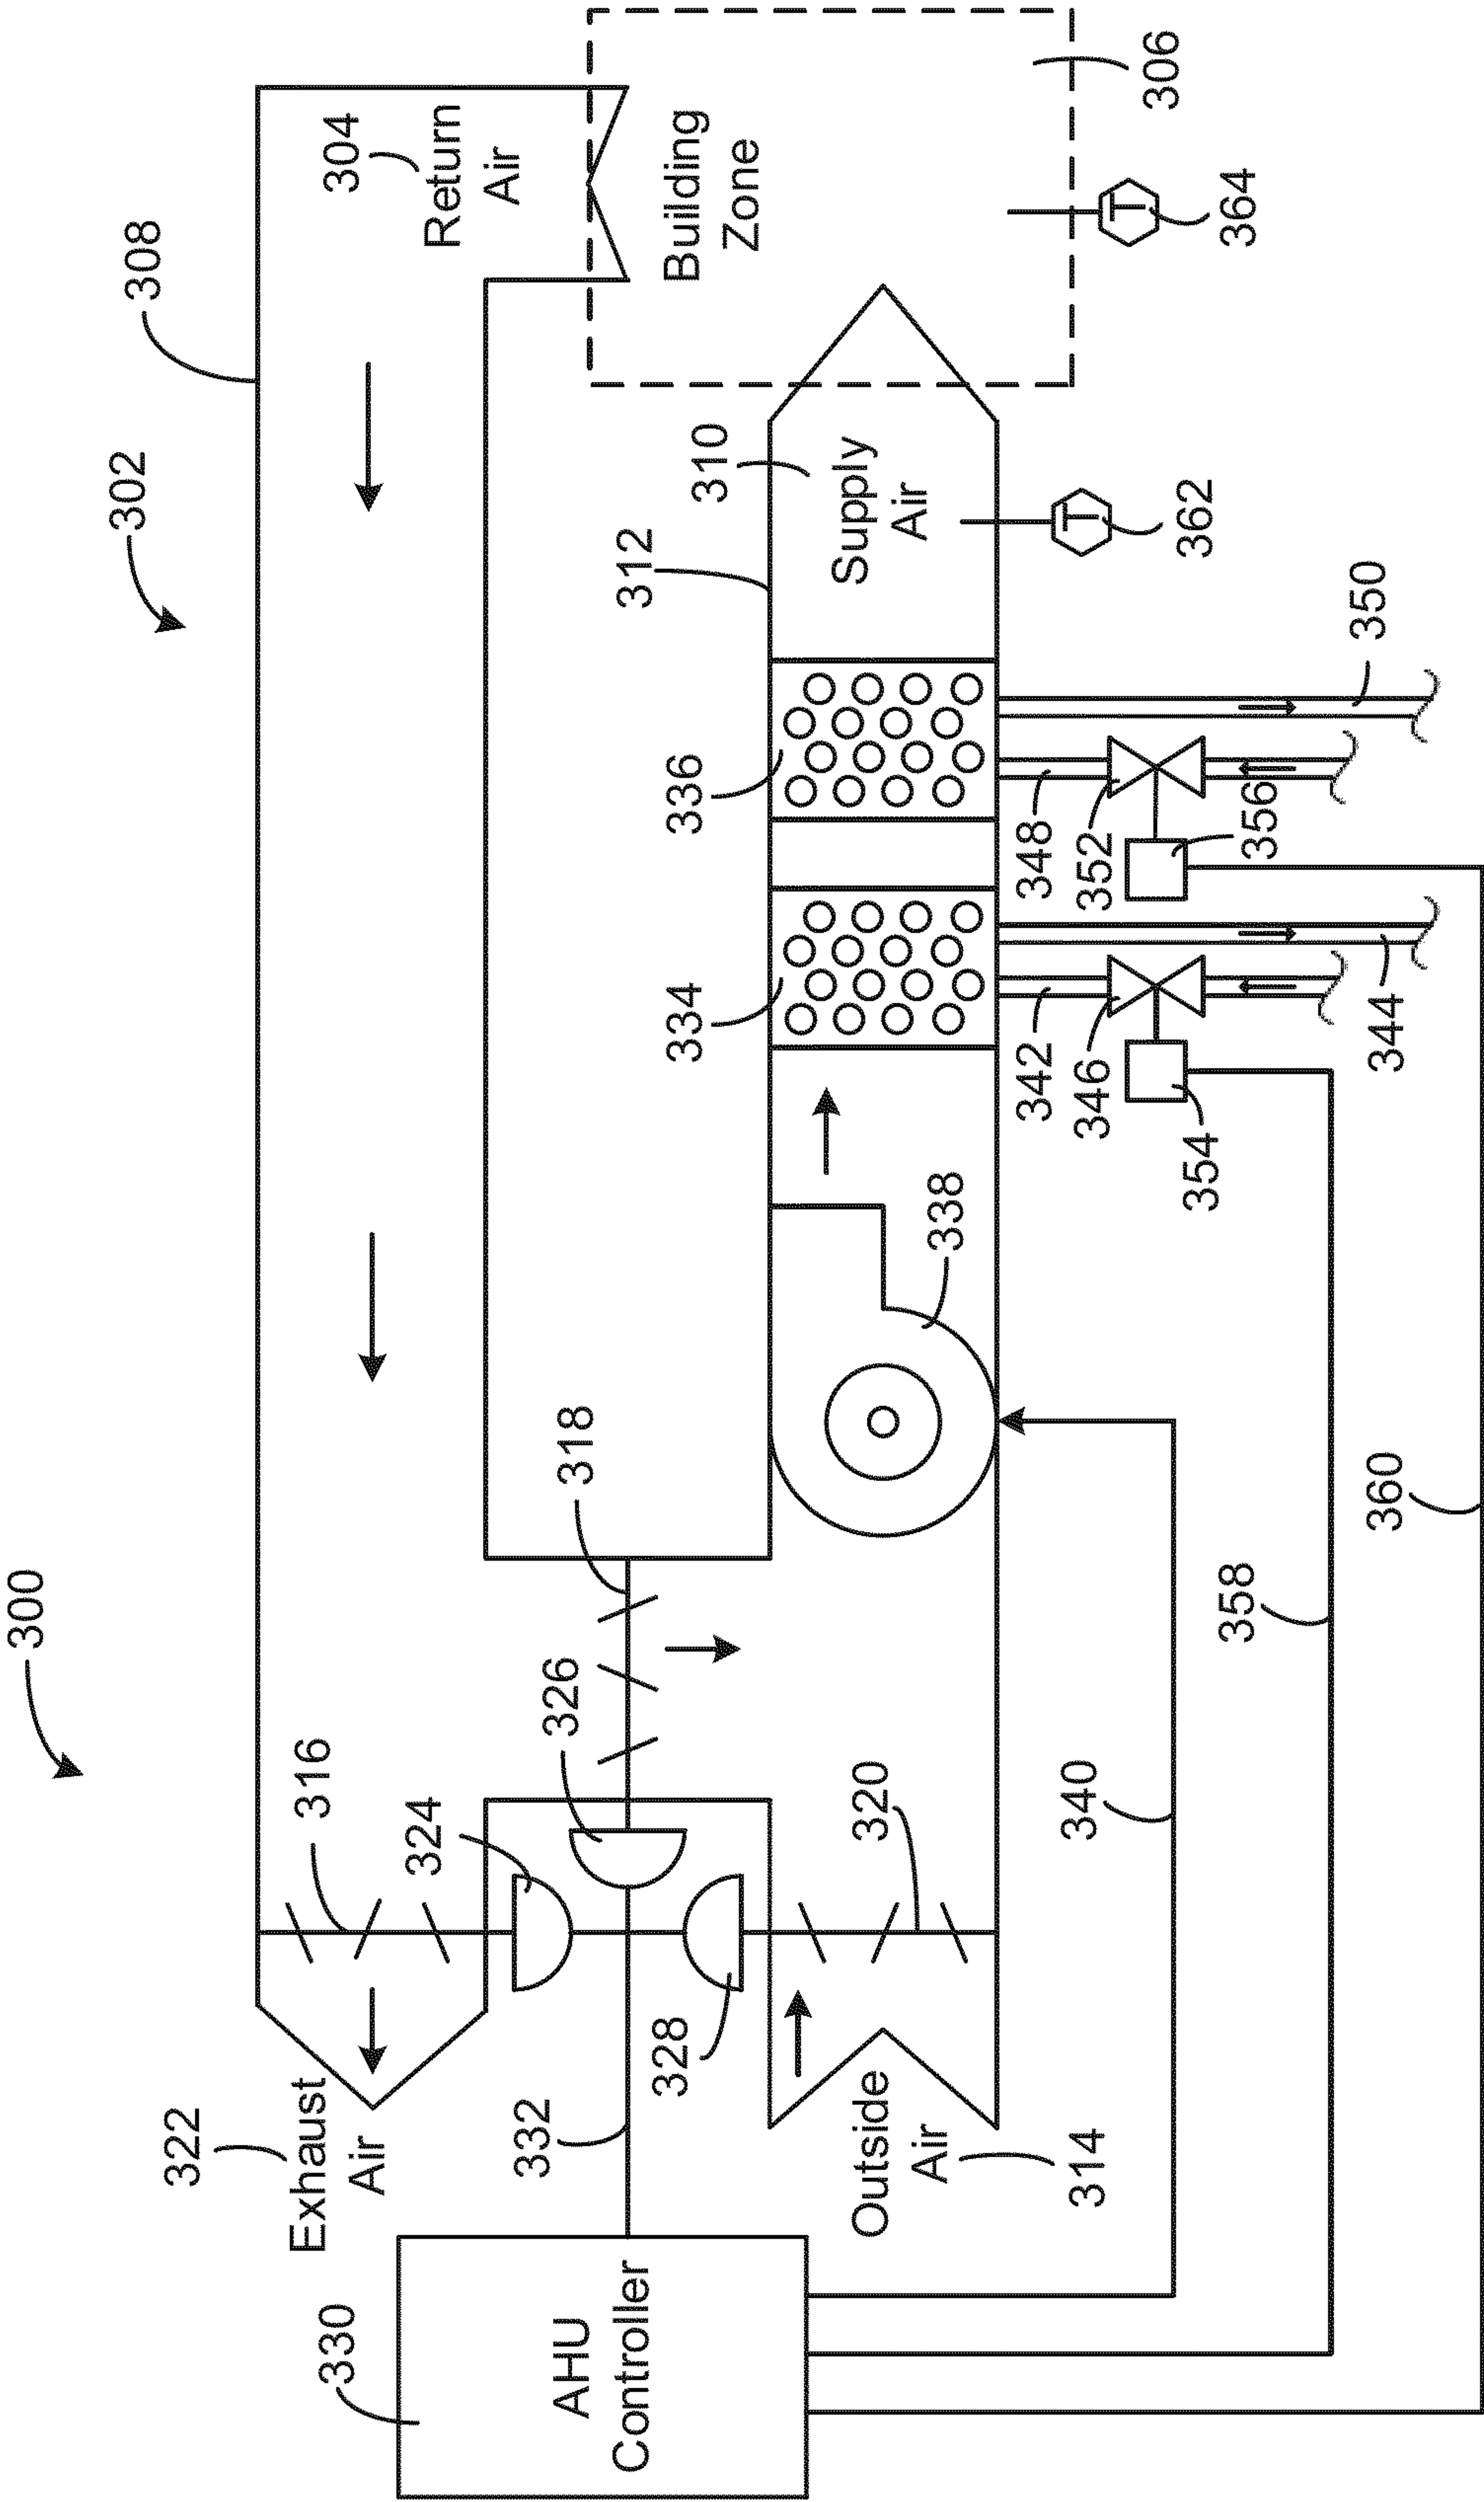 300
302
308
304
Return
Air
Building
Zone
306
364
310
Supply
Air
362
312
336
334
350
348
352
356
342
346
354
344
338
318
326
316
324
328
320
340
358
360
322
Exhaust
Air
332
Outside
Air
314
330
AHU
Controller
T
T